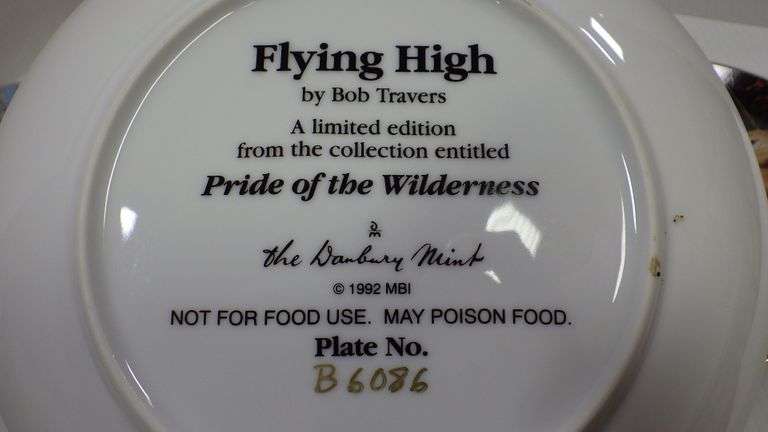 Flying High
by Bob Travers
A limited edition
from the collection entitled
Pride of the Wilderness
DM
the Danbury Mint
© 1992 MBI
NOT FOR FOOD USE. MAY POISON FOOD.
Plate No.
B6086